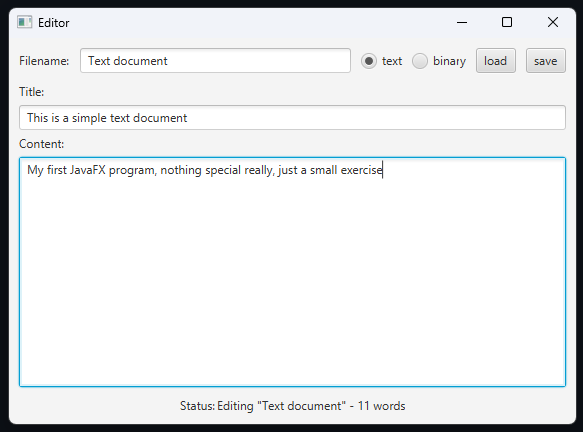 Editor
Filename: Text document text binary load save
Title:
This is a simple text document
Content:
My first JavaFX program, nothing special really, just a small exercise
Status: Editing "Text document" - 11 words